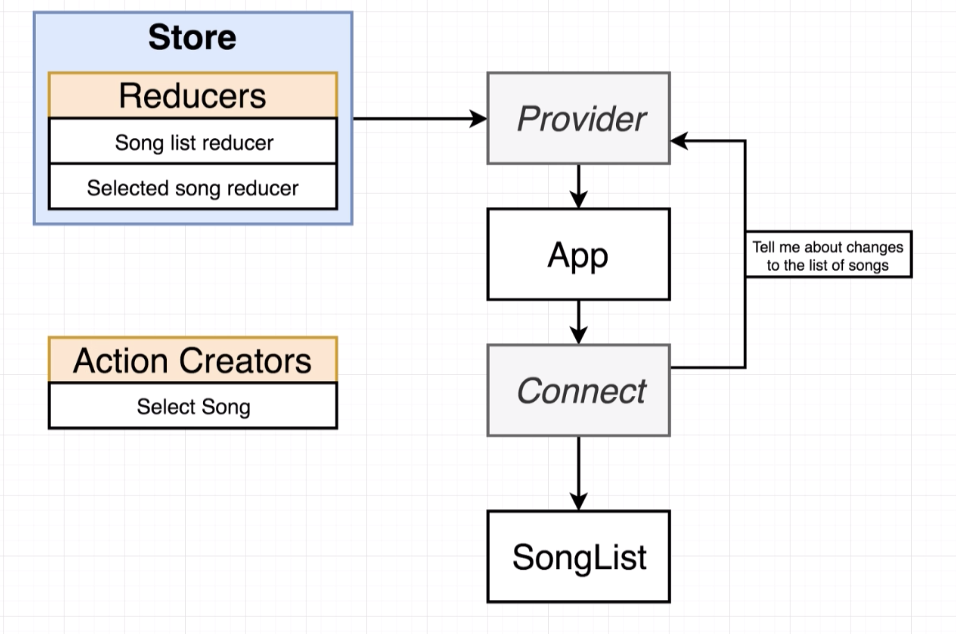 Store
Reducers
Song list reducer
Selected song reducer
Provider
App
Tell me about changes
to the list of songs
Action Creators
Select Song
Connect
SongList